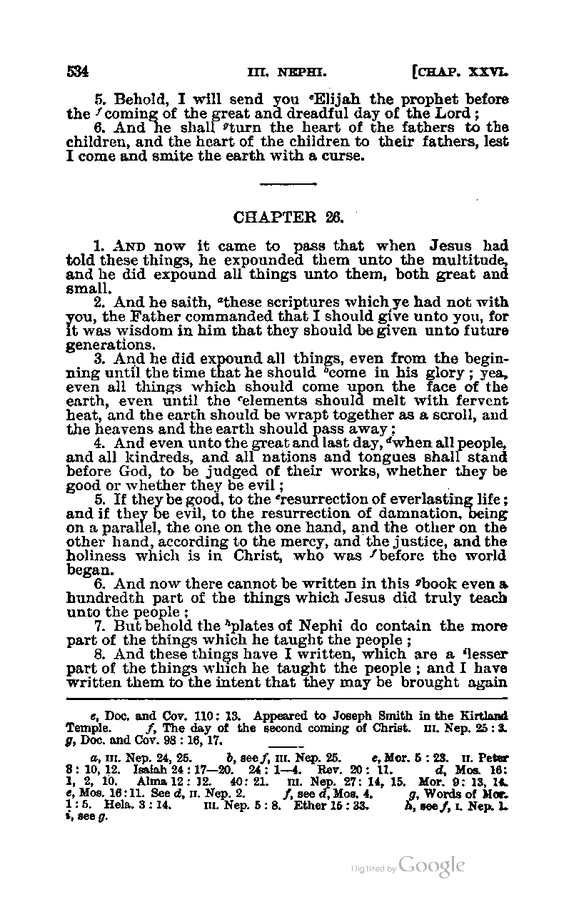 534 III. NEPHI. [CHAP. XXVI.
5. Behold, I will send you ᵉElijah the prophet before
the ᶠcoming of the great and dreadful day of the Lord;
6. And he shall ᵍturn the heart of the fathers to the
children, and the heart of the children to their fathers, lest
I come and smite the earth with a curse.
CHAPTER 26.
1. AND now it came to pass that when Jesus had
told these things, he expounded them unto the multitude,
and he did expound all things unto them, both great and
small.
2. And he saith, ᵃthese scriptures which ye had not with
you, the Father commanded that I should give unto you, for
it was wisdom in him that they should be given unto future
generations.
3. And he did expound all things, even from the begin-
ning until the time that he should ᵇcome in his glory; yea,
even all things which should come upon the face of the
earth, even until the ᶜelements should melt with fervent
heat, and the earth should be wrapt together as a scroll, and
the heavens and the earth should pass away;
4. And even unto the great and last day, ᵈwhen all people,
and all kindreds, and all nations and tongues shall stand
before God, to be judged of their works, whether they be
good or whether they be evil;
5. If they be good, to the ᵉresurrection of everlasting life;
and if they be evil, to the resurrection of damnation, being
on a parallel, the one on the one hand, and the other on the
other hand, according to the mercy, and the justice, and the
holiness which is in Christ, who was ᶠbefore the world
began.
6. And now there cannot be written in this ᵍbook even a
hundredth part of the things which Jesus did truly teach
unto the people;
7. But behold the ʰplates of Nephi do contain the more
part of the things which he taught the people;
8. And these things have I written, which are a ⁱlesser
part of the things which he taught the people; and I have
written them to the intent that they may be brought again
e, Doc. and Cov. 110: 13. Appeared to Joseph Smith in the Kirtland
Temple. f, The day of the second coming of Christ. III. Nep. 25: 3.
g, Doc. and Cov. 98: 16, 17.
a, III. Nep. 24, 25. b, see f, III. Nep. 25. c, Mor. 5: 23. II. Peter
3: 10, 12. Isaiah 24: 17—20. 24: 1—4. Rev. 20: 11. d, Mos. 16:
1, 2, 10. Alma 12: 12. 40: 21. III. Nep. 27: 14, 15. Mor. 9: 13, 14.
e, Mos. 16: 11. See d, II. Nep. 2. f, see d, Mos. 4. g, Words of Mor.
1: 5. Hela. 3: 14. III. Nep. 5: 8. Ether 15: 33. h, see f, I. Nep. 1.
i, see g.
Digitized by Google